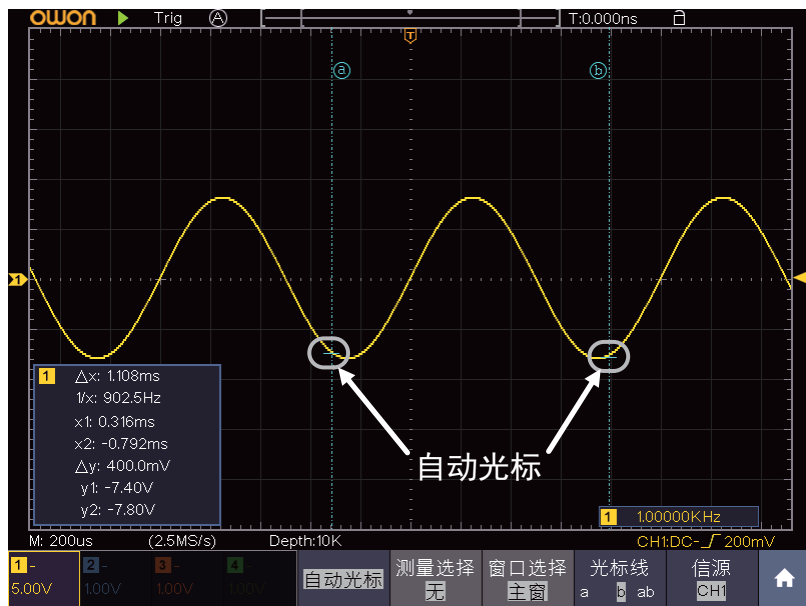 OWON Trig A T:0.000ns
T
a b
1
1 △x: 1.108ms
1/x: 902.5Hz
x1: 0.316ms
x2: -0.792ms
△y: 400.0mV
y1: -7.40V
y2: -7.80V
自动光标
1 1.00000KHz
M: 200us (2.5MS/s) Depth:10K CH1:DC- 200mV
1 - 2 - 3 - 4 -
5.00V 1.00V 1.00V 1.00V
自动光标 测量选择 窗口选择 光标线 信源
无 主窗 a b ab CH1